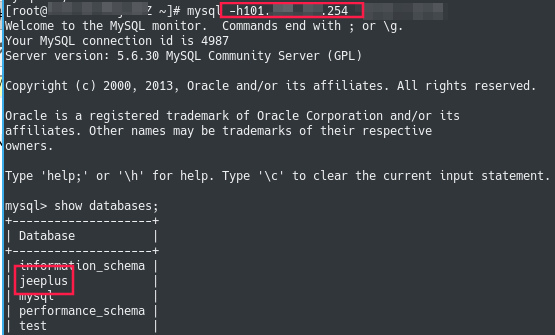 [root@ Z ~]# mysql -h101. .254
Welcome to the MySQL monitor.  Commands end with ; or \g.
Your MySQL connection id is 4987
Server version: 5.6.30 MySQL Community Server (GPL)
Copyright (c) 2000, 2013, Oracle and/or its affiliates. All rights reserved.
Oracle is a registered trademark of Oracle Corporation and/or its
affiliates. Other names may be trademarks of their respective
owners.
Type 'help;' or '\h' for help. Type '\c' to clear the current input statement.
mysql> show databases;
+--------------------+
| Database           |
+--------------------+
| information_schema |
| jeeplus            |
| mysql              |
| performance_schema |
| test               |